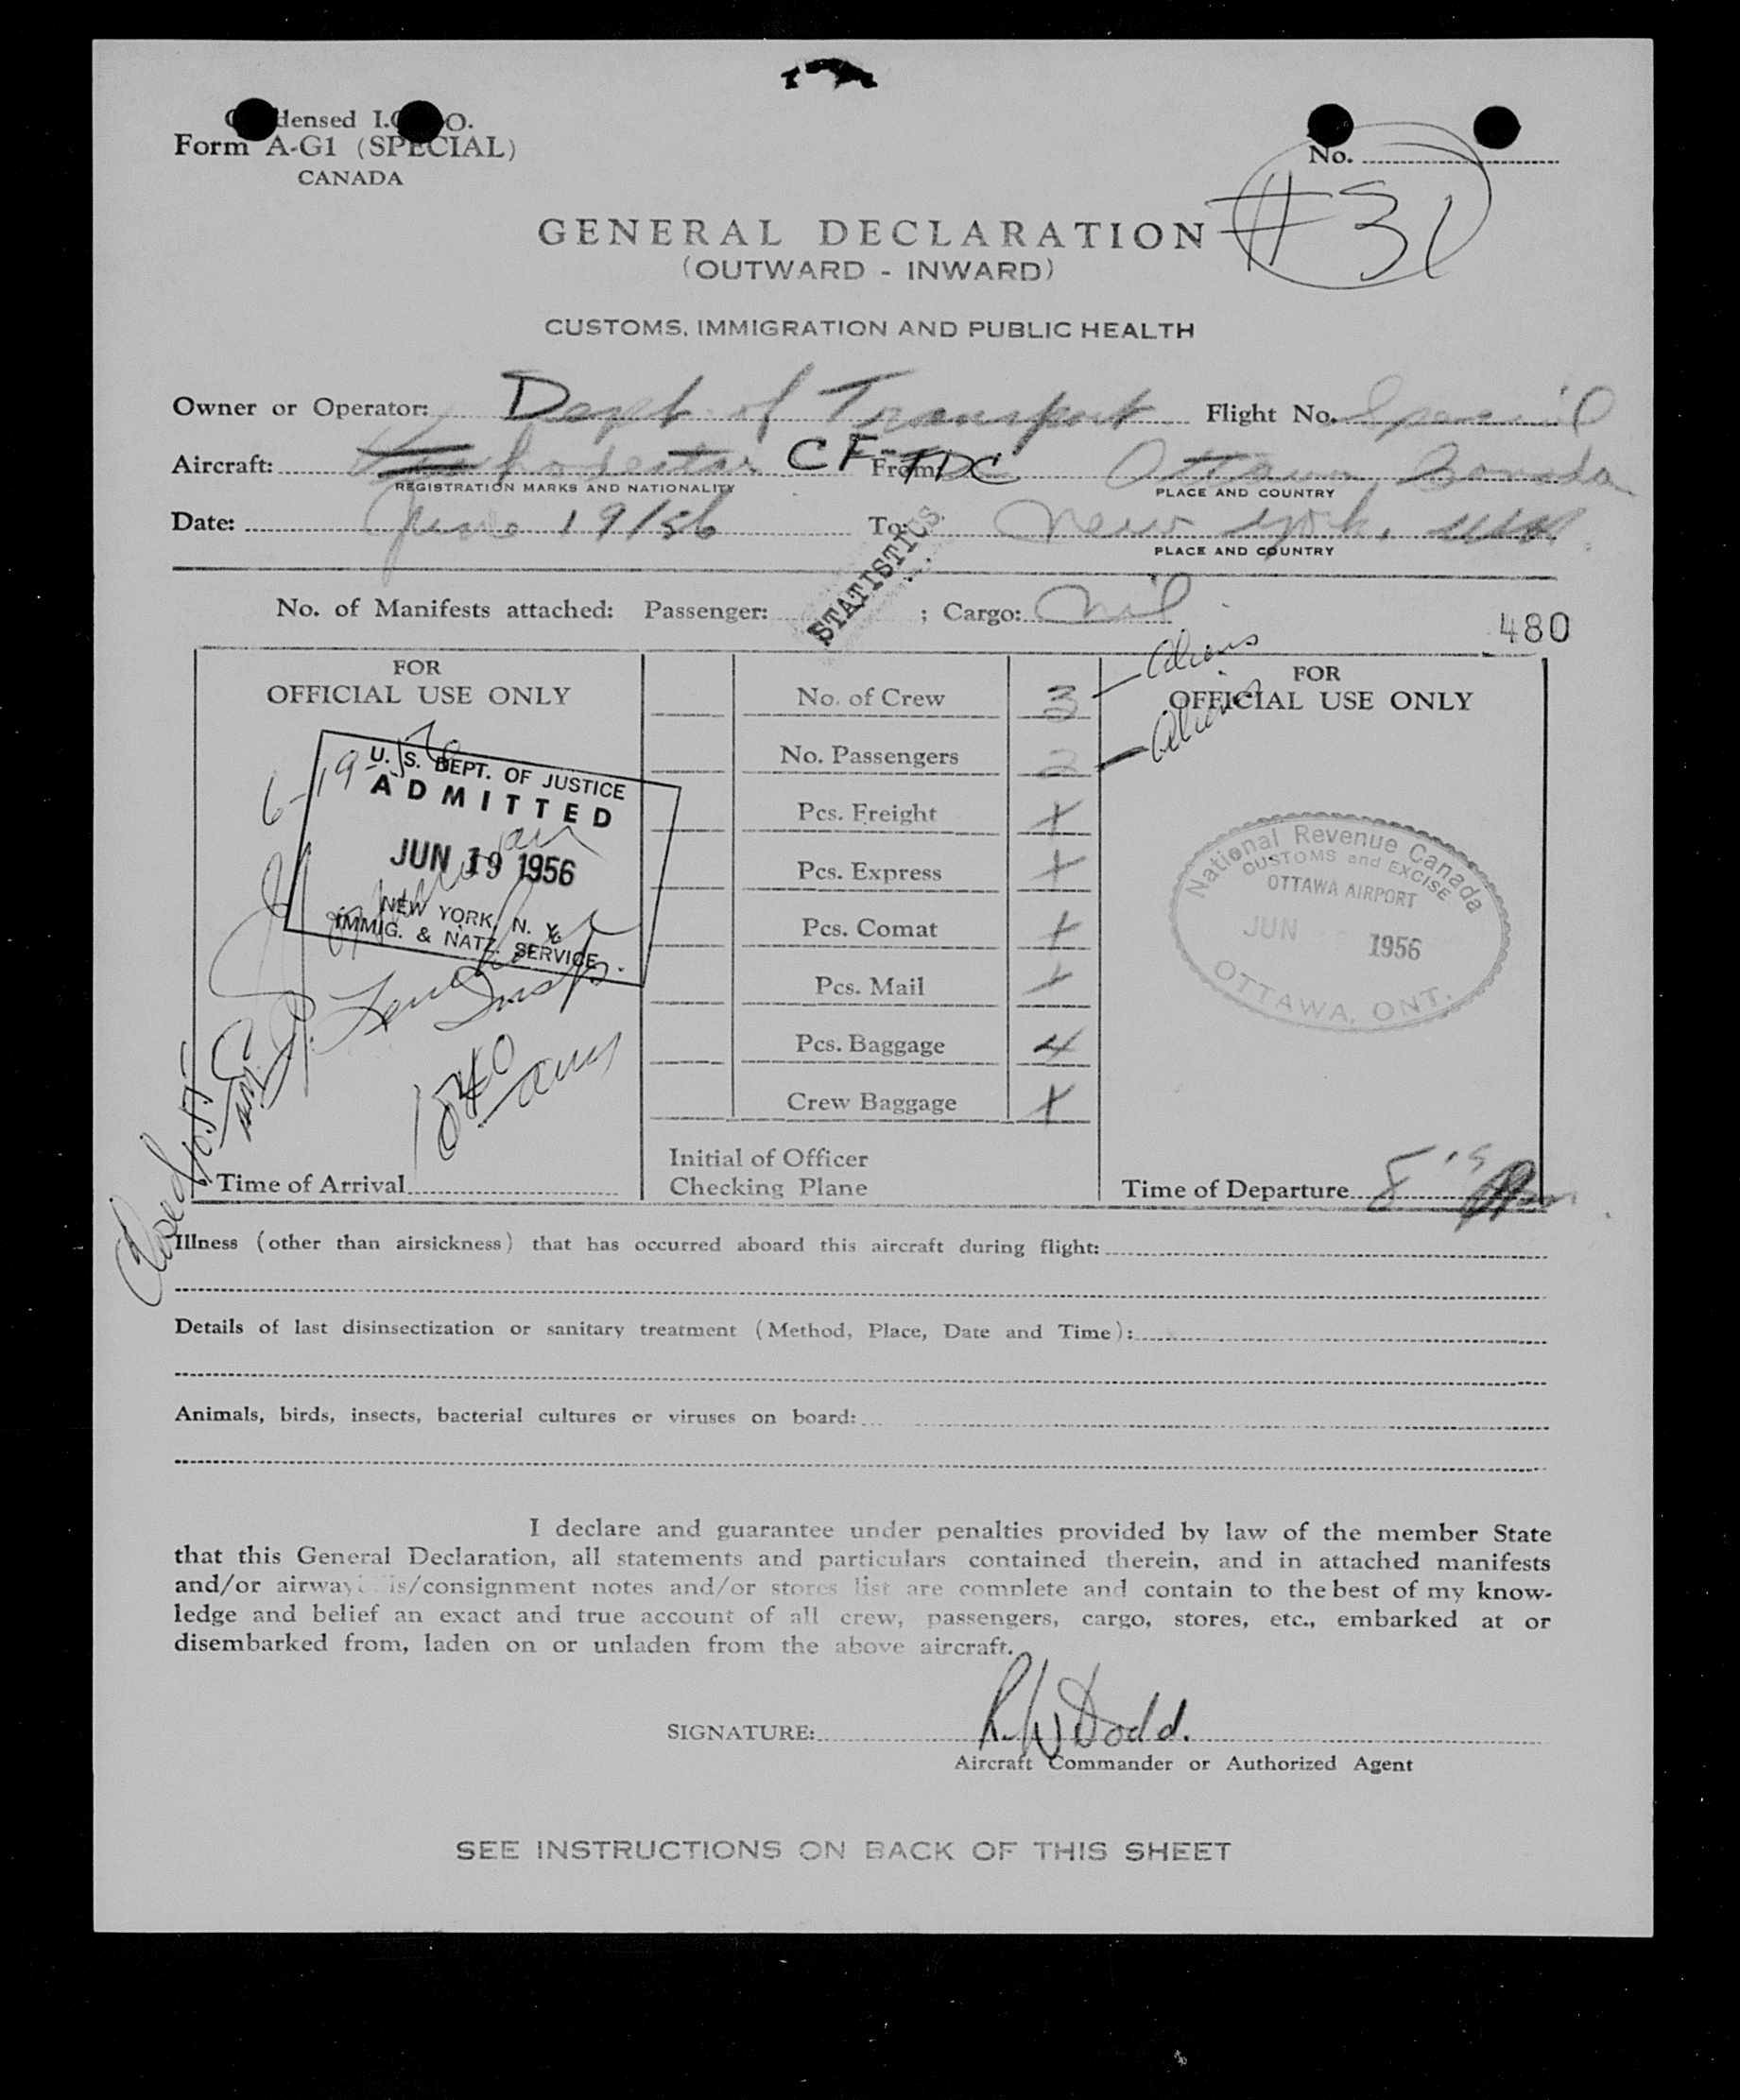 Form A-G1 (SPECIAL)
CANADA
No.
#31
GENERAL DECLARATION
(OUTWARD - INWARD)
CUSTOMS, IMMIGRATION AND PUBLIC HEALTH
Owner or Operator: Dept of Transport Flight No. Special
Aircraft: CF-TDC From: Ottawa, Canada
REGISTRATION MARKS AND NATIONALITY PLACE AND COUNTRY
Date: June 19/56 To: New York, USA
PLACE AND COUNTRY
STATISTICS
No. of Manifests attached: Passenger: ; Cargo: nil
480
FOR
OFFICIAL USE ONLY
U. S. DEPT. OF JUSTICE
ADMITTED
JUN 19 1956
NEW YORK, N. Y.
IMMIG. & NATZ. SERVICE
6-19
Insp
1840
Time of Arrival
No. of Crew 3 - Aliens
No. Passengers 2 - Aliens
Pcs. Freight X
Pcs. Express X
Pcs. Comat X
Pcs. Mail X
Pcs. Baggage 4
Crew Baggage X
Initial of Officer
Checking Plane
FOR
OFFICIAL USE ONLY
National Revenue Canada
CUSTOMS and EXCISE
OTTAWA AIRPORT
JUN 1956
OTTAWA, ONT.
Time of Departure
Illness (other than airsickness) that has occurred aboard this aircraft during flight:
Details of last disinsectization or sanitary treatment (Method, Place, Date and Time):
Animals, birds, insects, bacterial cultures or viruses on board:
I declare and guarantee under penalties provided by law of the member State
that this General Declaration, all statements and particulars contained therein, and in attached manifests
and/or is/consignment notes and/or stores list are complete and contain to the best of my know-
ledge and belief an exact and true account of all crew, passengers, cargo, stores, etc., embarked at or
disembarked from, laden on or unladen from the above aircraft.
SIGNATURE: R.W Dodd.
Aircraft Commander or Authorized Agent
SEE INSTRUCTIONS ON BACK OF THIS SHEET